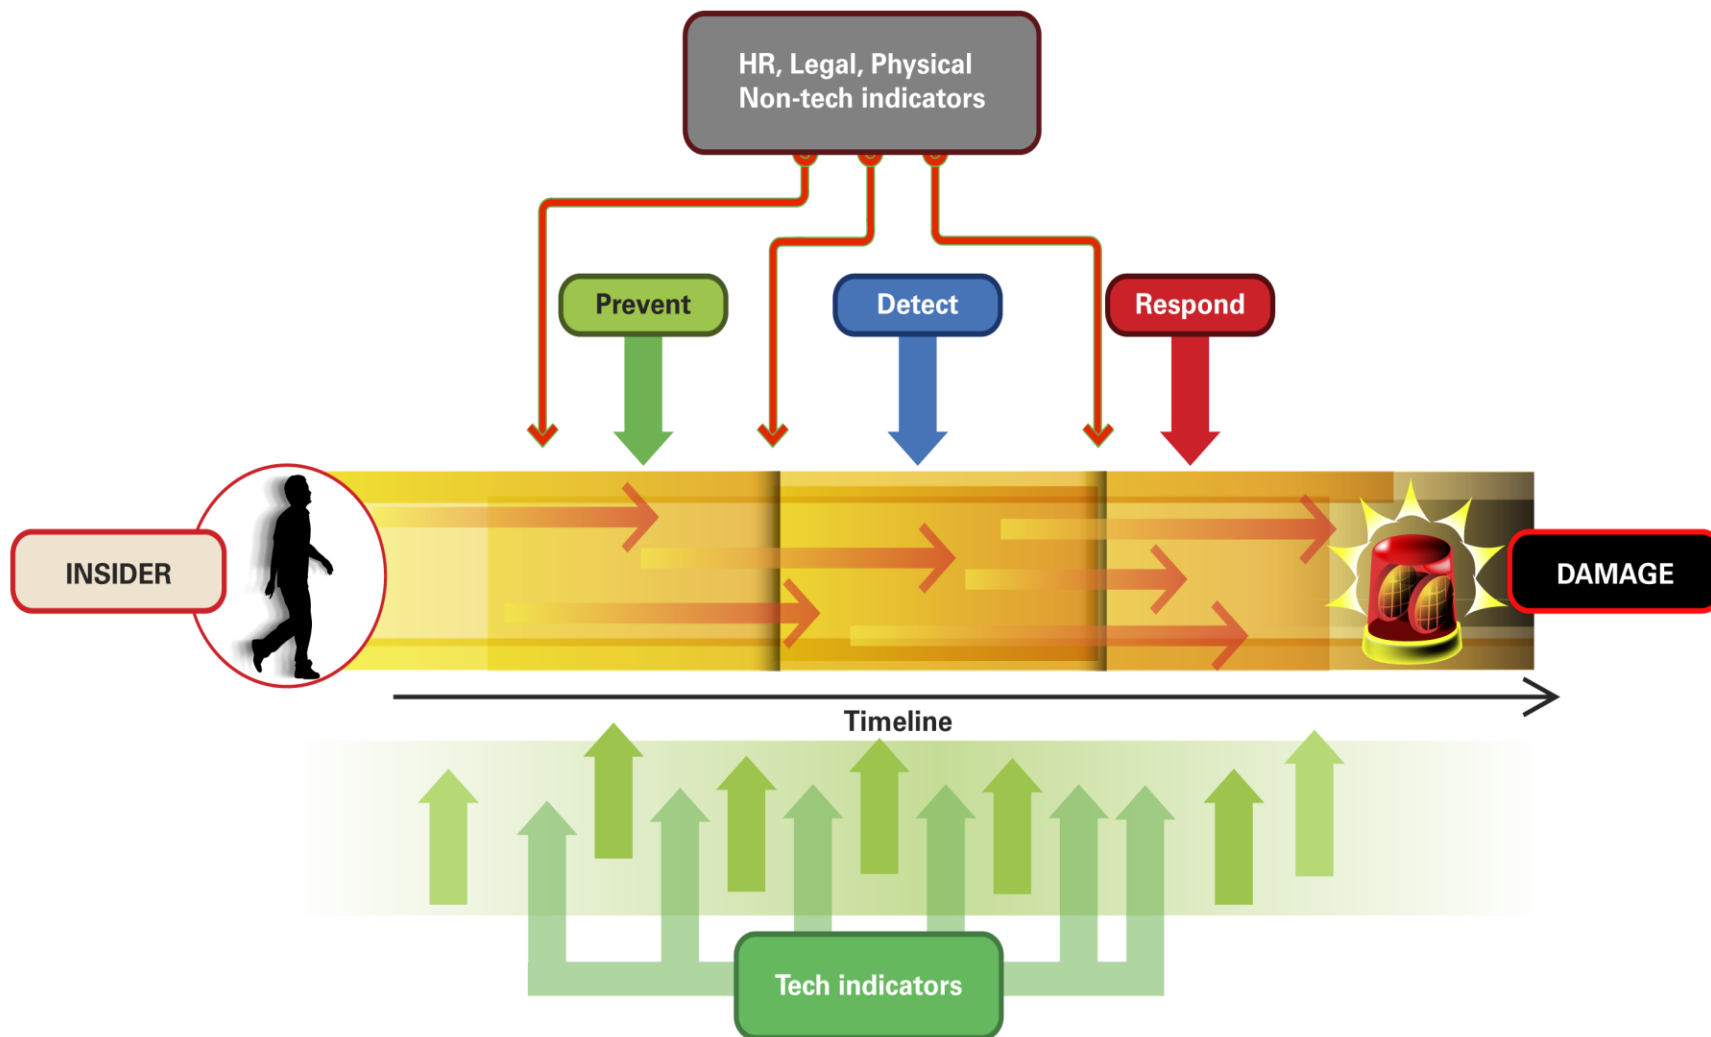 HR, Legal, Physical
Non-tech indicators
Prevent
Detect
Respond
INSIDER
DAMAGE
Timeline
Tech indicators